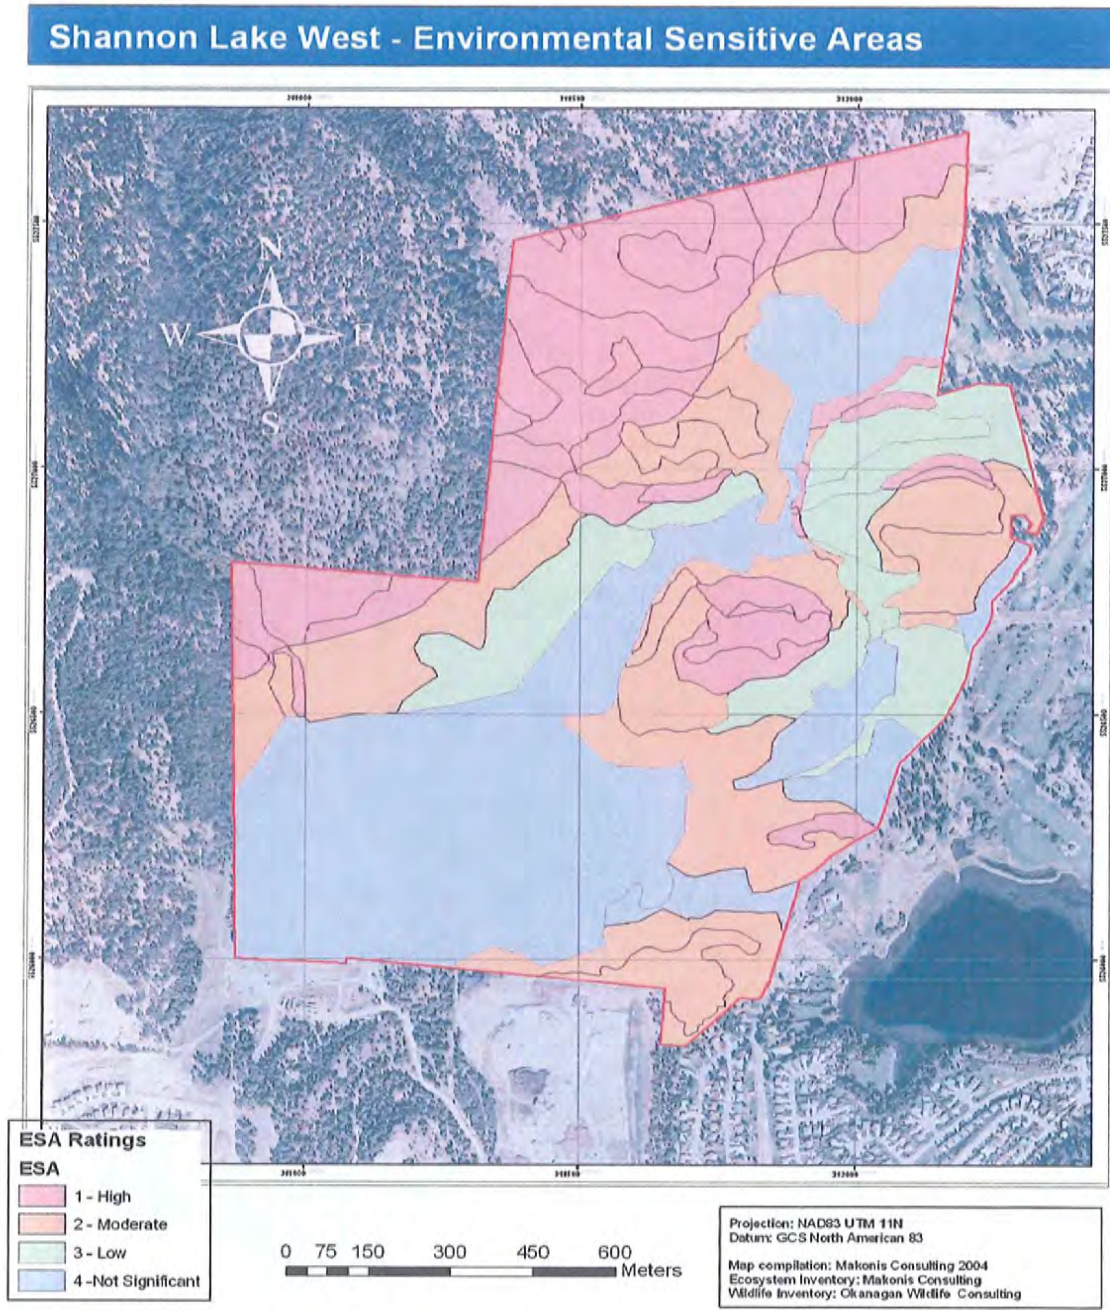 Shannon Lake West - Environmental Sensitive Areas
N
W
E
S
ESA Ratings
ESA
1 - High
2 - Moderate
3 - Low
4 -Not Significant
0 75 150 300 450 600
Meters
Projection: NAD83 UTM 11N
Datum: GCS North American 83
Map compilation: Makonis Consulting 2004
Ecosystem Inventory: Makonis Consulting
Wildlife Inventory: Okanagan Wildlife Consulting